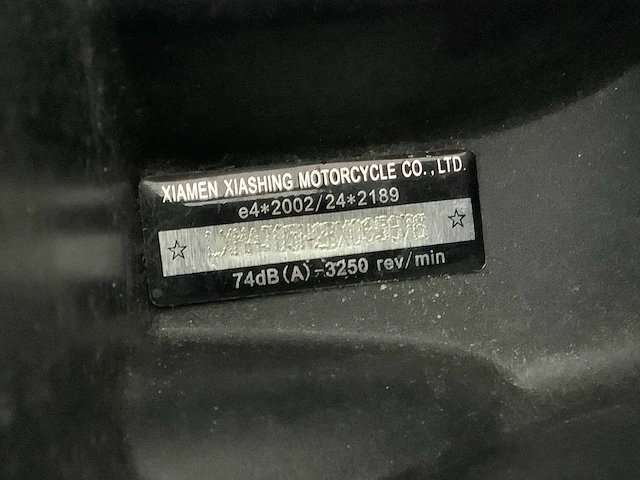 XIAMEN XIASHING MOTORCYCLE CO.,LTD.
e4*2002/24*2189
74dB(A)-3250 rev/min